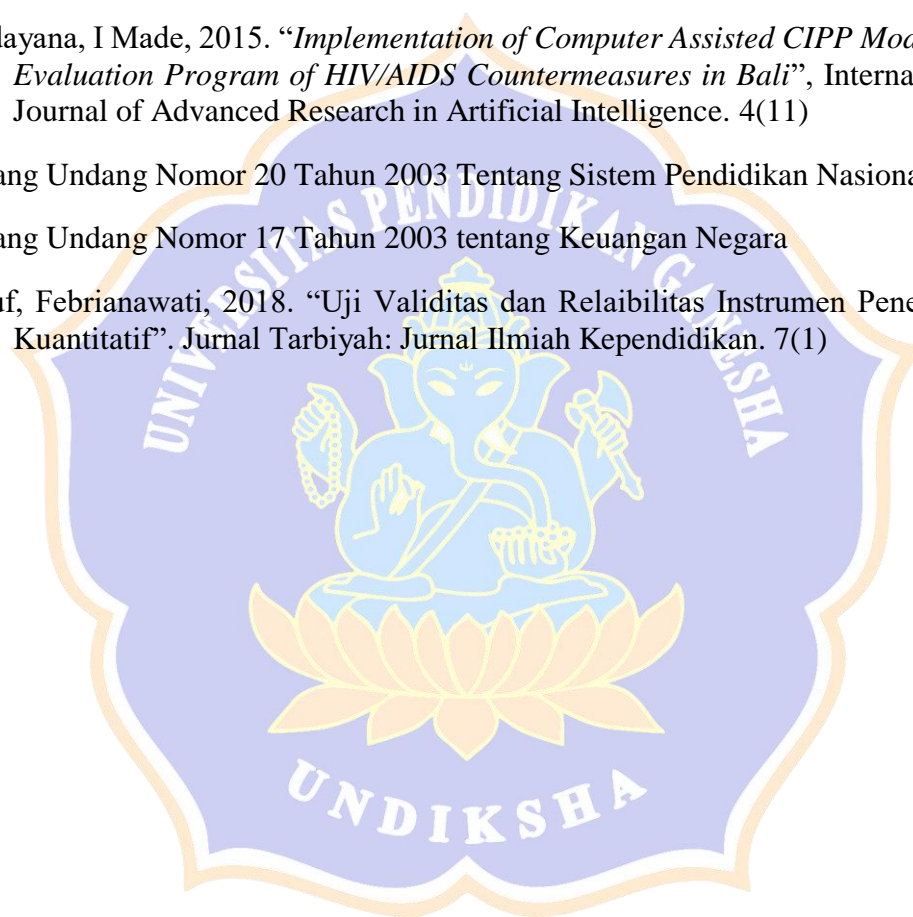 dayana, I Made, 2015. “Implementation of Computer Assisted CIPP Mod
Evaluation Program of HIV/AIDS Countermeasures in Bali”, Interna
Journal of Advanced Research in Artificial Intelligence. 4(11)
ang Undang Nomor 20 Tahun 2003 Tentang Sistem Pendidikan Nasiona
ang Undang Nomor 17 Tahun 2003 tentang Keuangan Negara
uf, Febrianawati, 2018. “Uji Validitas dan Relaibilitas Instrumen Pene
Kuantitatif”. Jurnal Tarbiyah: Jurnal Ilmiah Kependidikan. 7(1)
UNIVERSITAS PENDIDIKAN GANESHA
UNDIKSHA